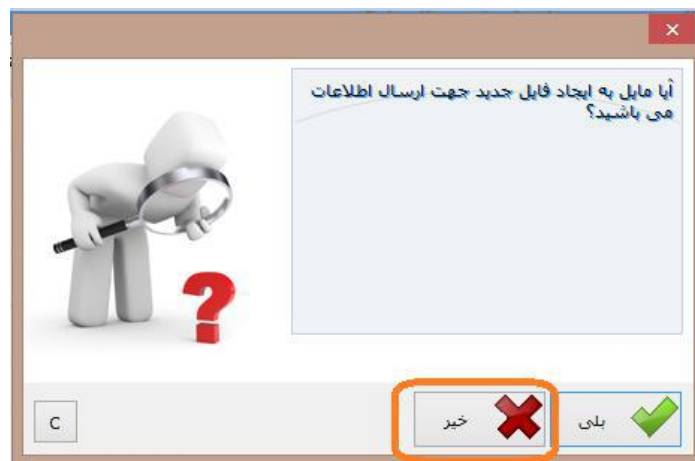 آیا مایل به ایجاد فایل جدید جهت ارسال اطلاعات
می باشید؟
بلی
خیر
C